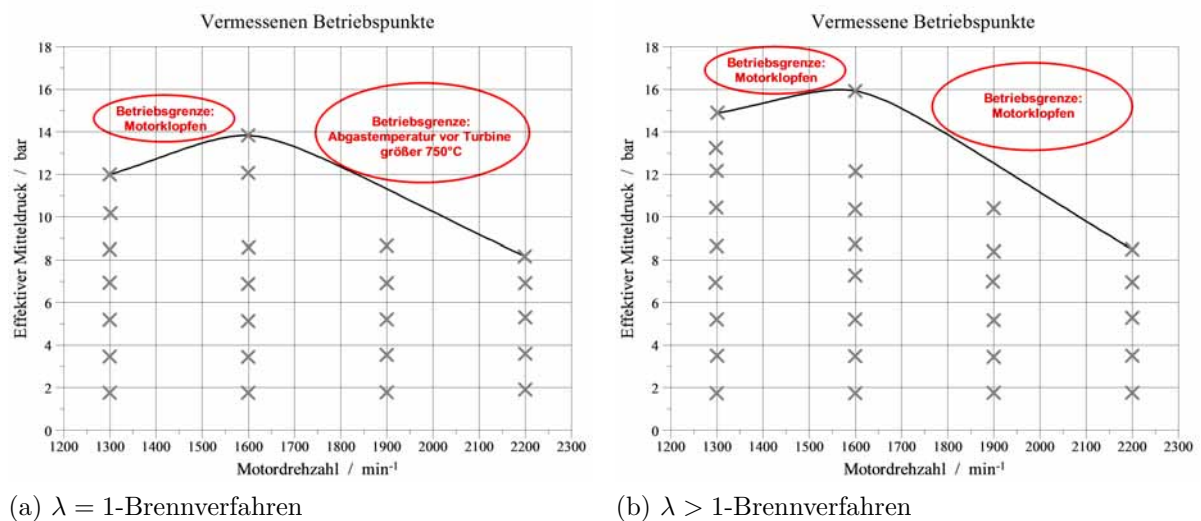 Vermessenen Betriebspunkte
18
16
14
12
10
8
6
4
2
0
Effektiver Mitteldruck / bar
Betriebsgrenze:
Motorklopfen
Betriebsgrenze:
Abgastemperatur vor Turbine
größer 750°C
1200 1300 1400 1500 1600 1700 1800 1900 2000 2100 2200 2300
Motordrehzahl / min⁻¹
(a) λ = 1-Brennverfahren
Vermessene Betriebspunkte
18
16
14
12
10
8
6
4
2
0
Effektiver Mitteldruck / bar
Betriebsgrenze:
Motorklopfen
Betriebsgrenze:
Motorklopfen
1200 1300 1400 1500 1600 1700 1800 1900 2000 2100 2200 2300
Motordrehzahl / min⁻¹
(b) λ > 1-Brennverfahren